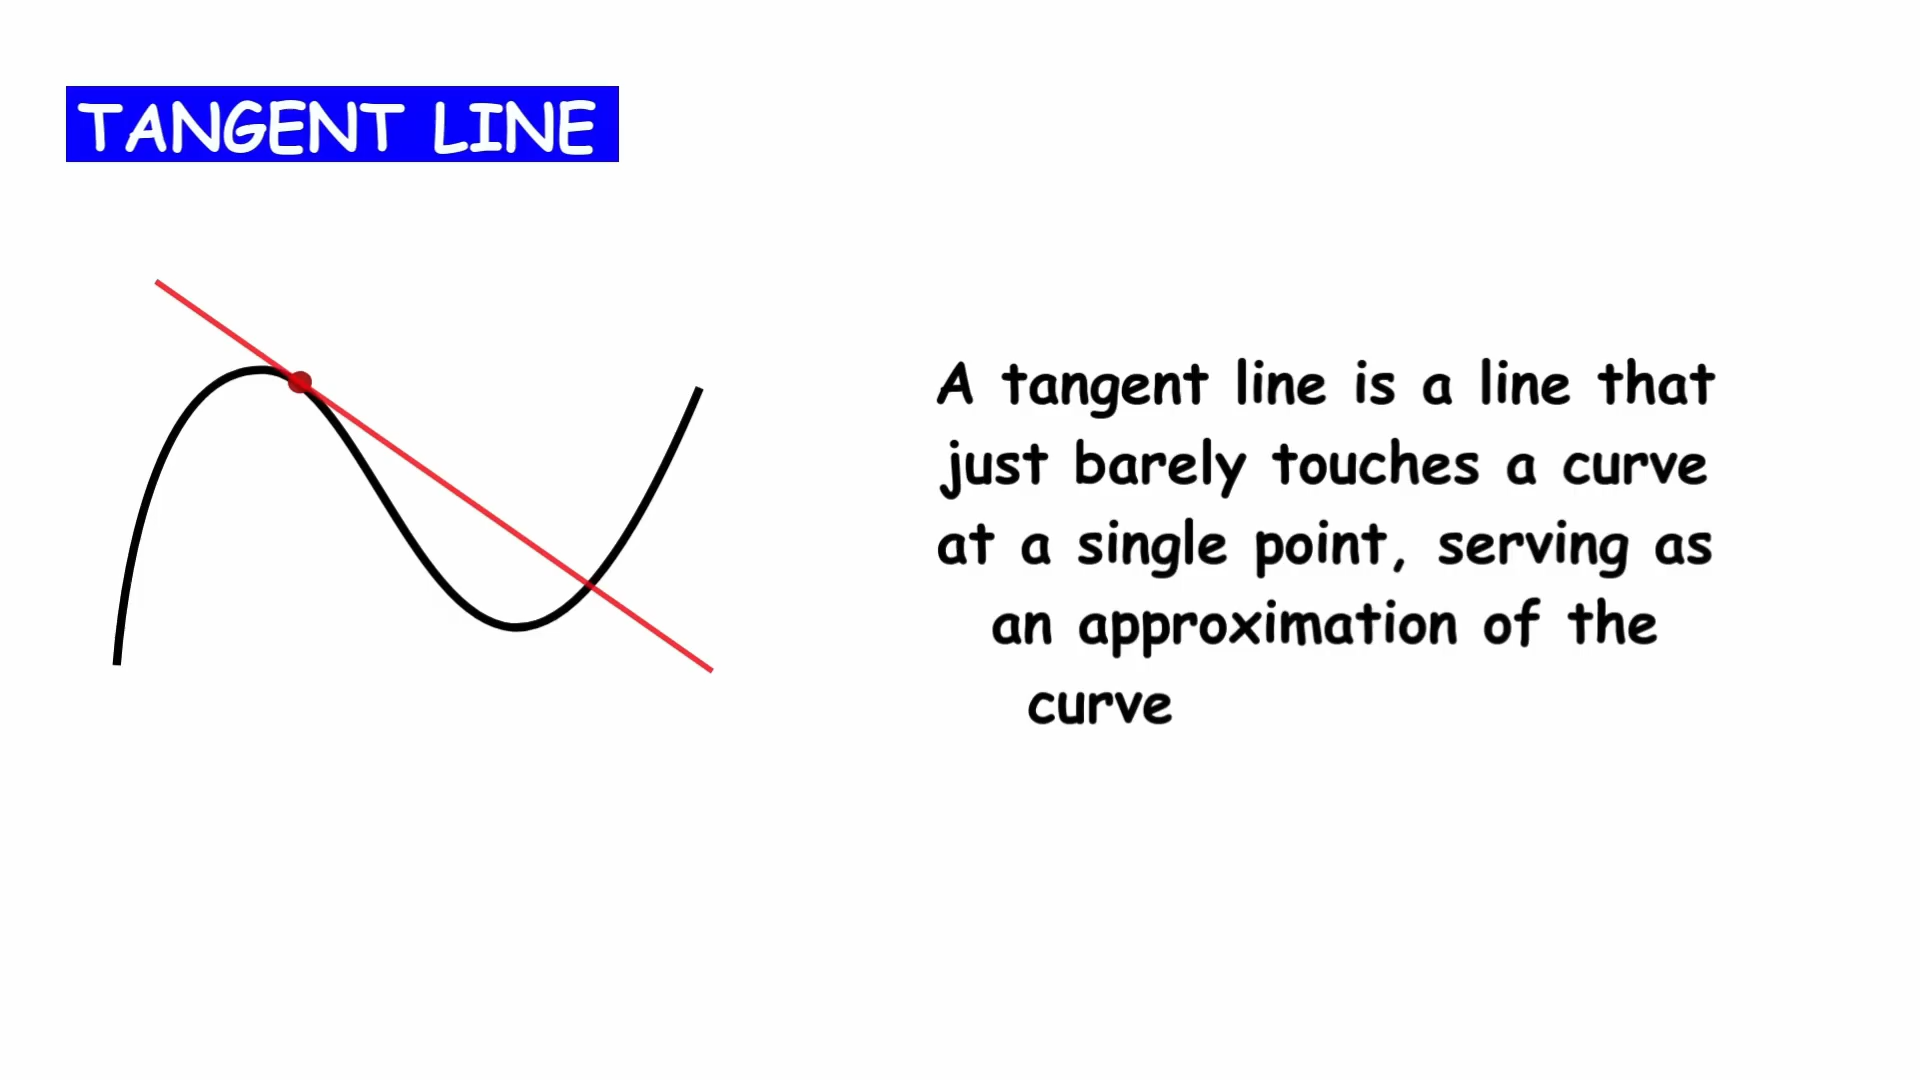 TANGENT LINE
A tangent line is a line that
just barely touches a curve
at a single point, serving as
an approximation of the
curve